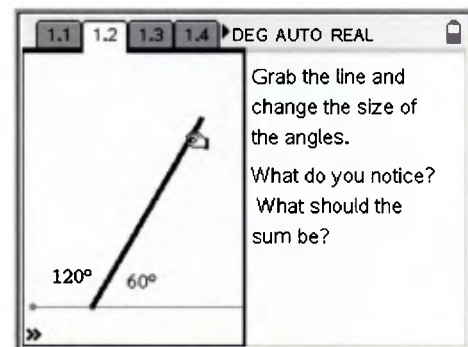 1.1 1.2 1.3 1.4 DEG AUTO REAL
Grab the line and
change the size of
the angles.
What do you notice?
What should the
sum be?
120° 60°
»